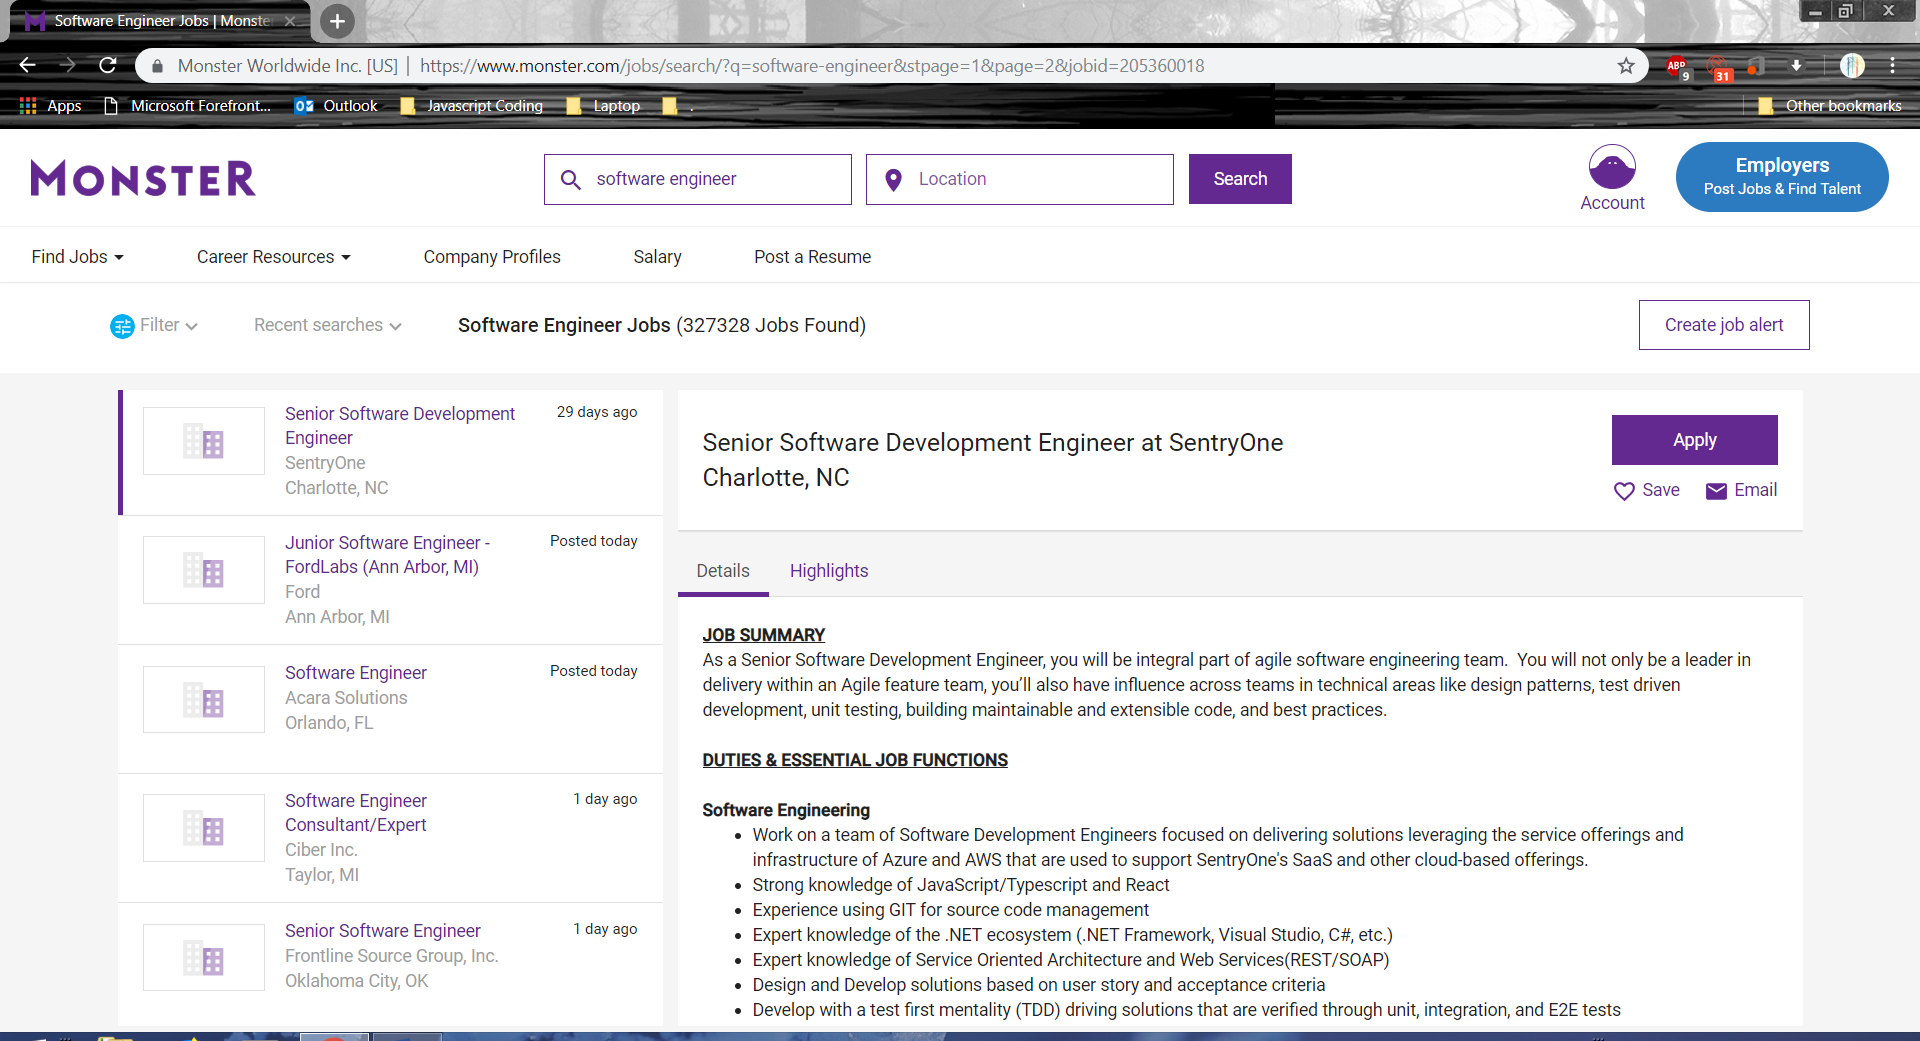 Software Engineer Jobs | Monste
Monster Worldwide Inc. [US] | https://www.monster.com/jobs/search/?q=software-engineer&stpage=1&page=2&jobid=205360018
ABP 9 31
Apps Microsoft Forefront... Outlook Javascript Coding Laptop . Other bookmarks
MONSTER
software engineer Location Search
Account
Employers
Post Jobs & Find Talent
Find Jobs Career Resources Company Profiles Salary Post a Resume
Filter Recent searches Software Engineer Jobs (327328 Jobs Found) Create job alert
Senior Software Development
Engineer
SentryOne
Charlotte, NC
29 days ago
Junior Software Engineer -
FordLabs (Ann Arbor, MI)
Ford
Ann Arbor, MI
Posted today
Software Engineer
Acara Solutions
Orlando, FL
Posted today
Software Engineer
Consultant/Expert
Ciber Inc.
Taylor, MI
1 day ago
Senior Software Engineer
Frontline Source Group, Inc.
Oklahoma City, OK
1 day ago
Senior Software Development Engineer at SentryOne
Charlotte, NC
Apply
Save Email
Details Highlights
JOB SUMMARY
As a Senior Software Development Engineer, you will be integral part of agile software engineering team.  You will not only be a leader in
delivery within an Agile feature team, you’ll also have influence across teams in technical areas like design patterns, test driven
development, unit testing, building maintainable and extensible code, and best practices.
DUTIES & ESSENTIAL JOB FUNCTIONS
Software Engineering
• Work on a team of Software Development Engineers focused on delivering solutions leveraging the service offerings and
infrastructure of Azure and AWS that are used to support SentryOne's SaaS and other cloud-based offerings.
• Strong knowledge of JavaScript/Typescript and React
• Experience using GIT for source code management
• Expert knowledge of the .NET ecosystem (.NET Framework, Visual Studio, C#, etc.)
• Expert knowledge of Service Oriented Architecture and Web Services(REST/SOAP)
• Design and Develop solutions based on user story and acceptance criteria
• Develop with a test first mentality (TDD) driving solutions that are verified through unit, integration, and E2E tests